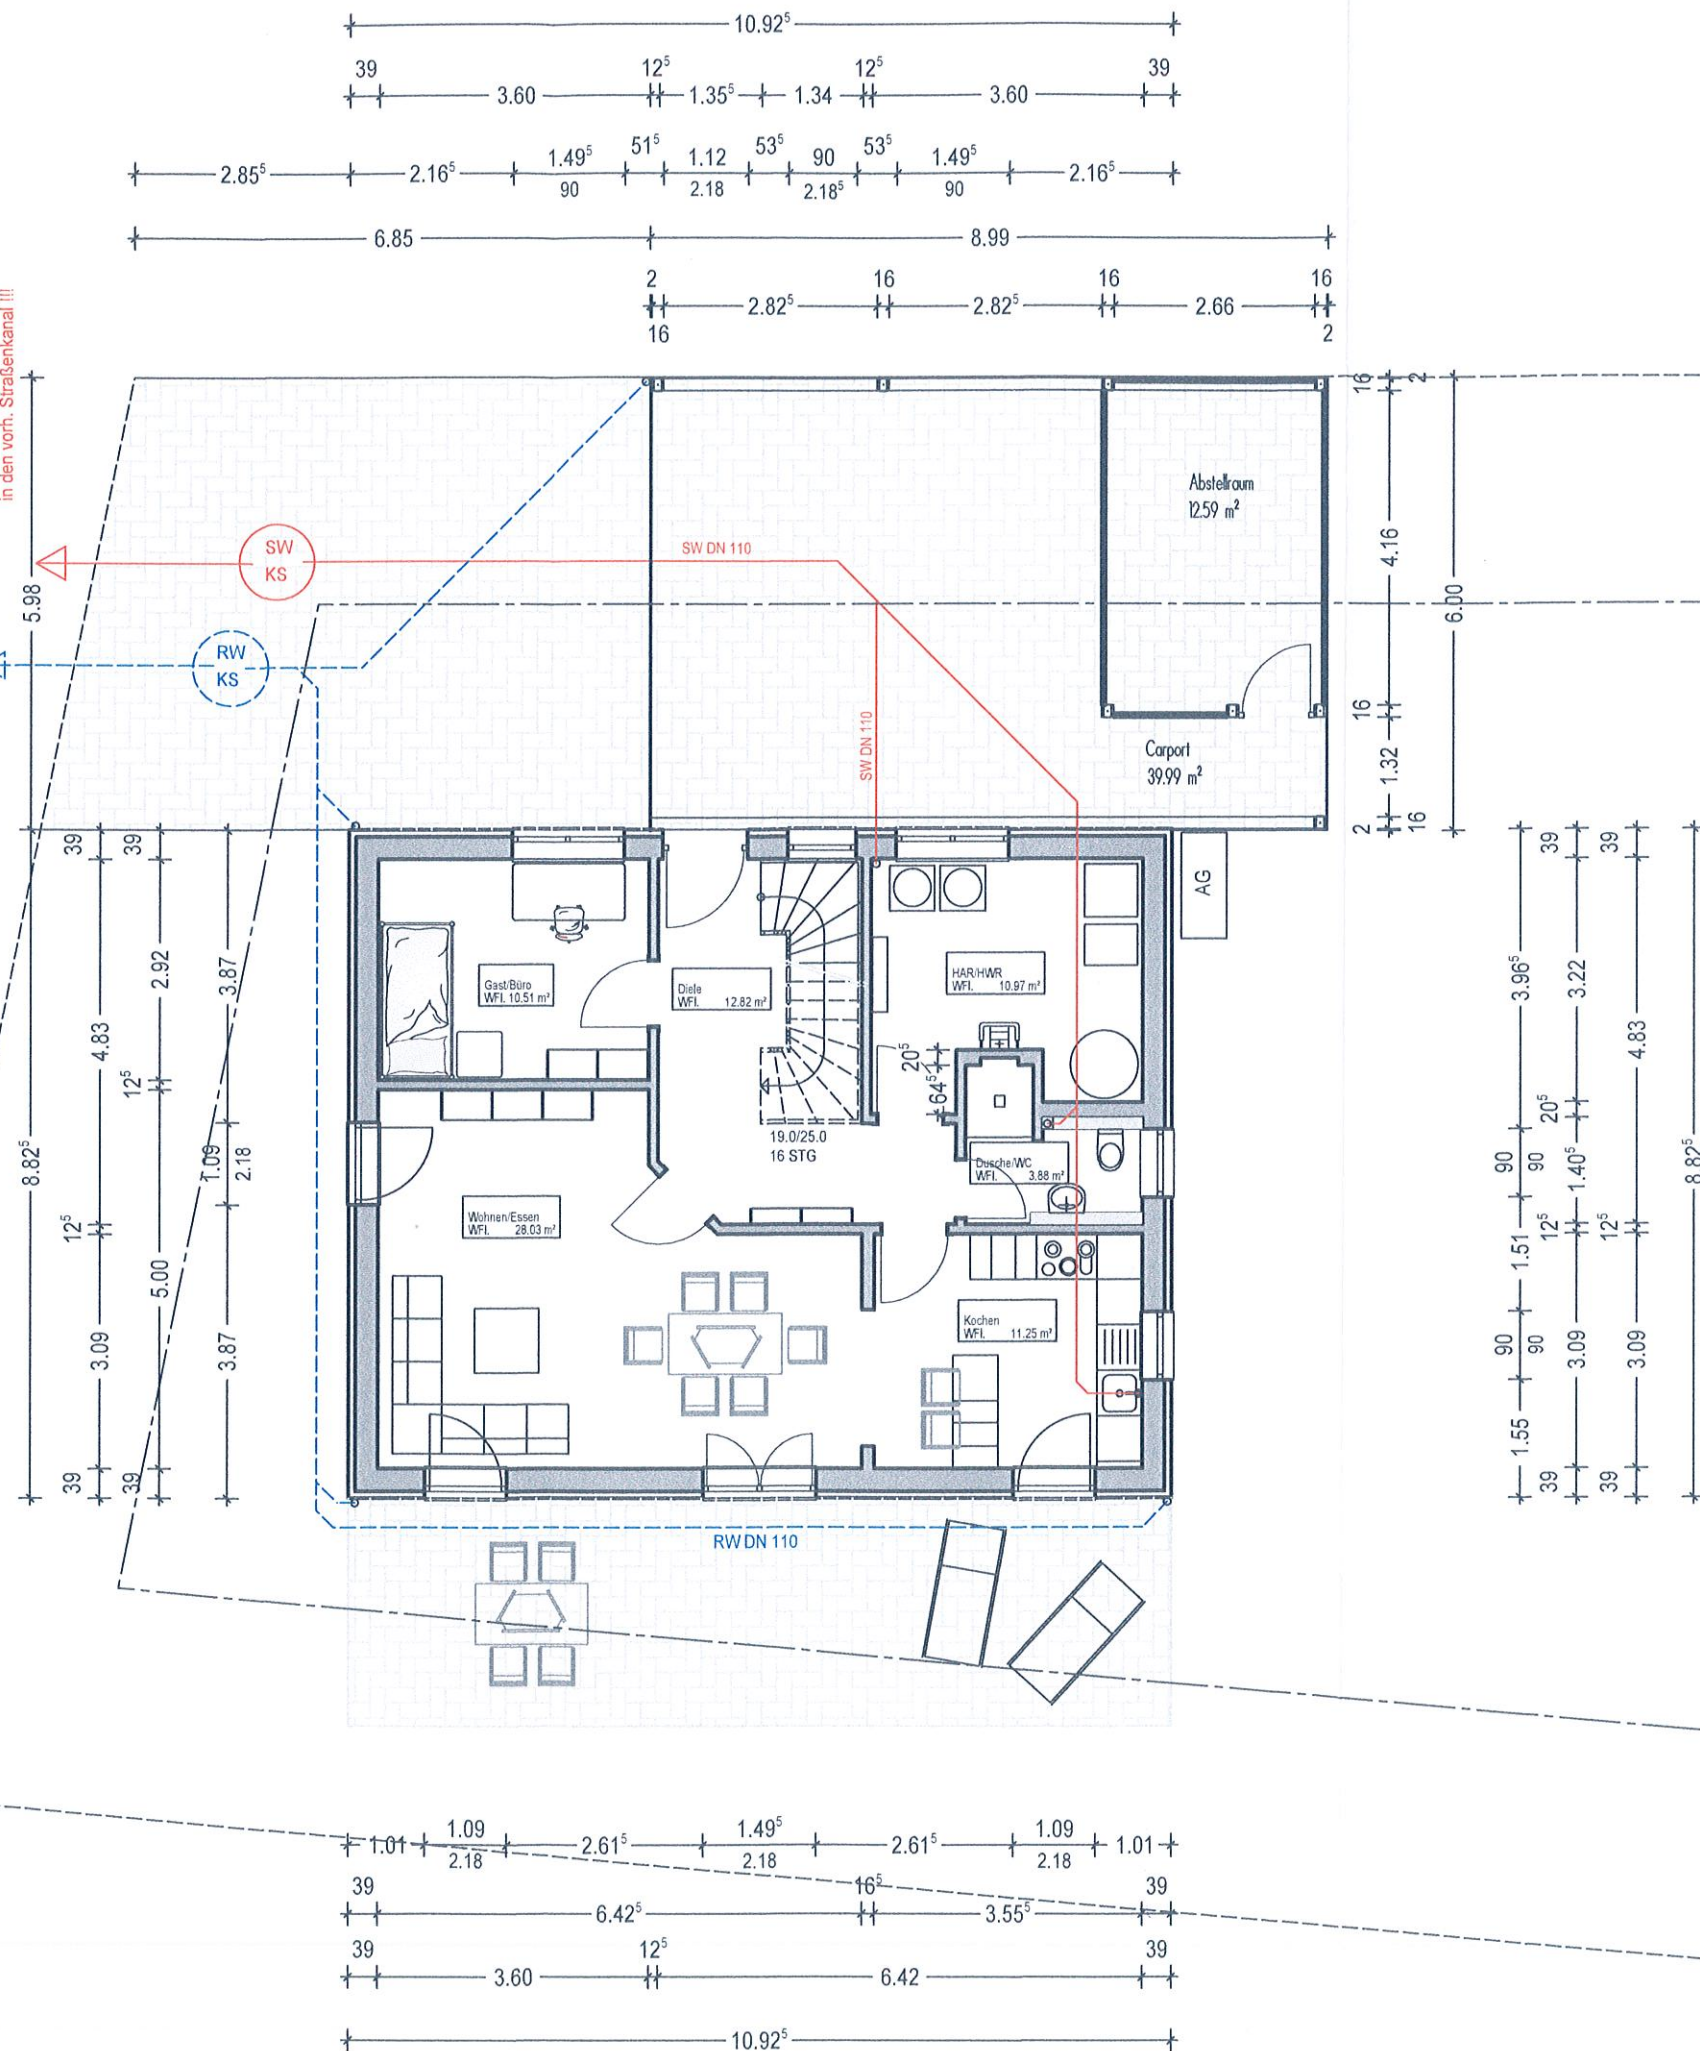 10.92⁵
39 12⁵ 12⁵ 39
3.60 1.35⁵ 1.34 3.60
51⁵ 53⁵ 53⁵
2.85⁵ 2.16⁵ 1.49⁵ 1.12 90 1.49⁵ 2.16⁵
90 2.18 2.18⁵ 90
6.85 8.99
2 16 16 16
2.82⁵ 2.82⁵ 2.66
16 2
in den vorh. Straßenkanal !!!
16 2
Abstellraum
12.59 m²
SW
KS
SW DN 110
5.98
4.16
6.00
RW
KS
SW DN 110
16
Carport
39.99 m²
1.32
2 16
39 39
39 39
AG
4.83
2.92
3.87
Gast/Büro
WFl. 10.51 m²
Diele
WFl. 12.82 m²
HAR/HWR
WFl. 10.97 m²
3.96⁵
3.22
4.83
12⁵
20⁵
64⁵
19.0/25.0
16 STG
Dusche/WC
WFl. 3.88 m²
8.82⁵
1.09
2.18
20⁵
90
90
1.40⁵
8.82⁵
12⁵
Wohnen/Essen
WFl. 28.03 m²
1.51
12⁵
12⁵
5.00
3.09
3.87
Kochen
WFl. 11.25 m²
90
90
3.09
3.09
1.55
39 39
39 39
RW DN 110
1.01 1.09 2.61⁵ 1.49⁵ 2.61⁵ 1.09 1.01
2.18 2.18 2.18
39 16⁵ 39
6.42⁵ 3.55⁵
39 12⁵ 39
3.60 6.42
10.92⁵